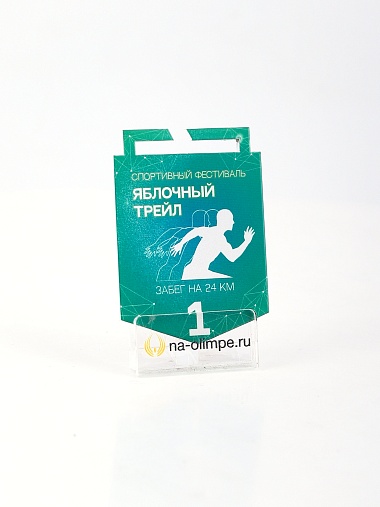 СПОРТИВНЫЙ ФЕСТИВАЛЬ
ЯБЛОЧНЫЙ
ТРЕЙЛ
ЗАБЕГ НА 24 КМ
1
na-olimpe.ru